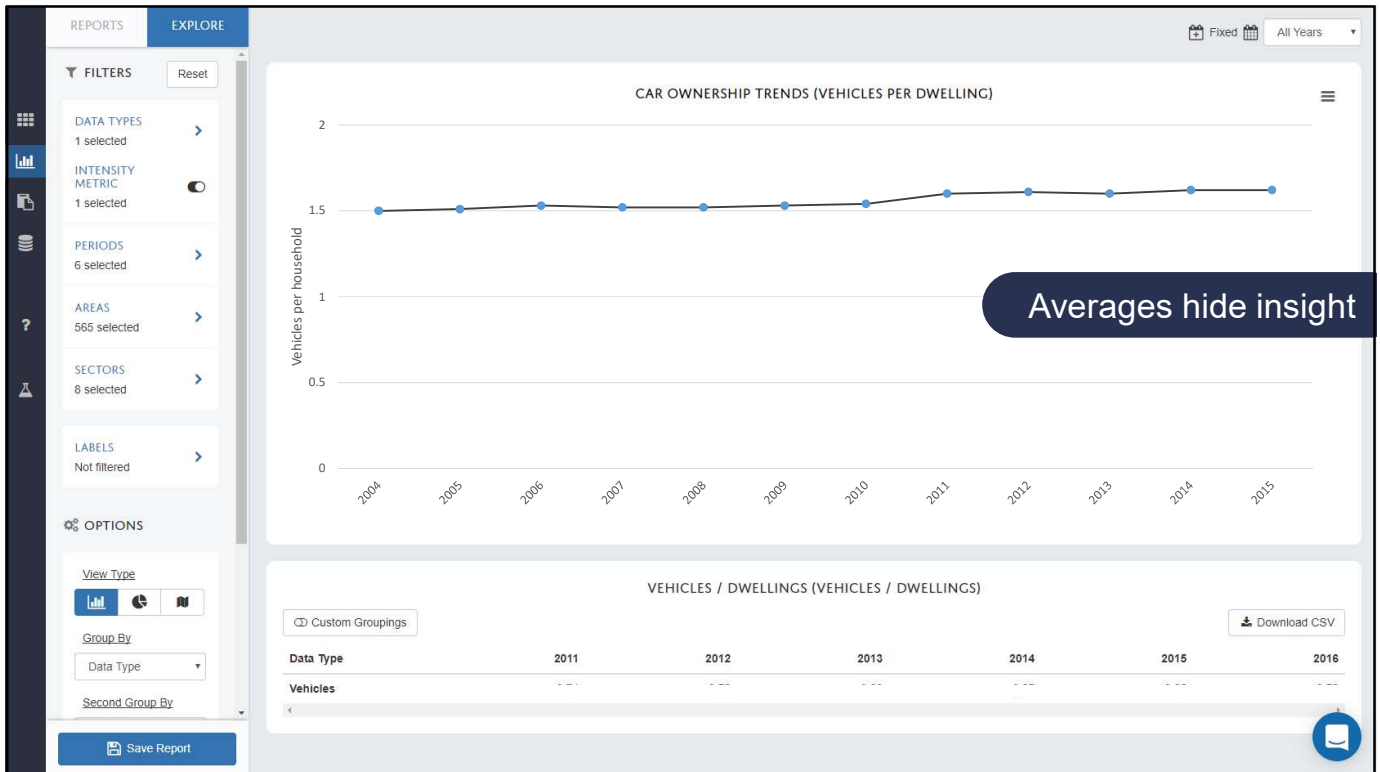 REPORTS
EXPLORE
Fixed
All Years
FILTERS
Reset
DATA TYPES
1 selected
INTENSITY
METRIC
1 selected
PERIODS
6 selected
?
AREAS
565 selected
SECTORS
8 selected
LABELS
Not filtered
OPTIONS
View Type
Group By
Data Type
Second Group By
Save Report
CAR OWNERSHIP TRENDS (VEHICLES PER DWELLING)
2
1.5
1
0.5
0
Vehicles per household
2004 2005 2006 2007 2008 2009 2010 2011 2012 2013 2014 2015
Averages hide insight
VEHICLES / DWELLINGS (VEHICLES / DWELLINGS)
Custom Groupings
Download CSV
Data Type 2011 2012 2013 2014 2015 2016
Vehicles